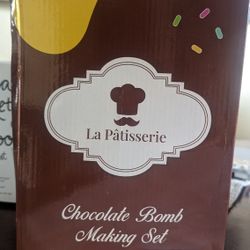 La Pâtisserie
Chocolate Bomb
Making Set